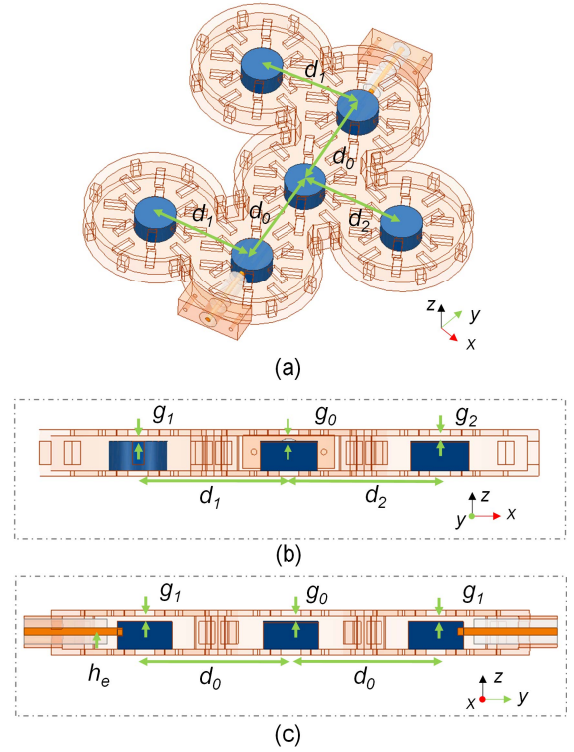 d₁
d₀
d₁
d₀
d₂
z
y
x
(a)
g₁ g₀ g₂
d₁ d₂
z
y x
(b)
g₁ g₀ g₁
hₑ d₀ d₀
z
x y
(c)